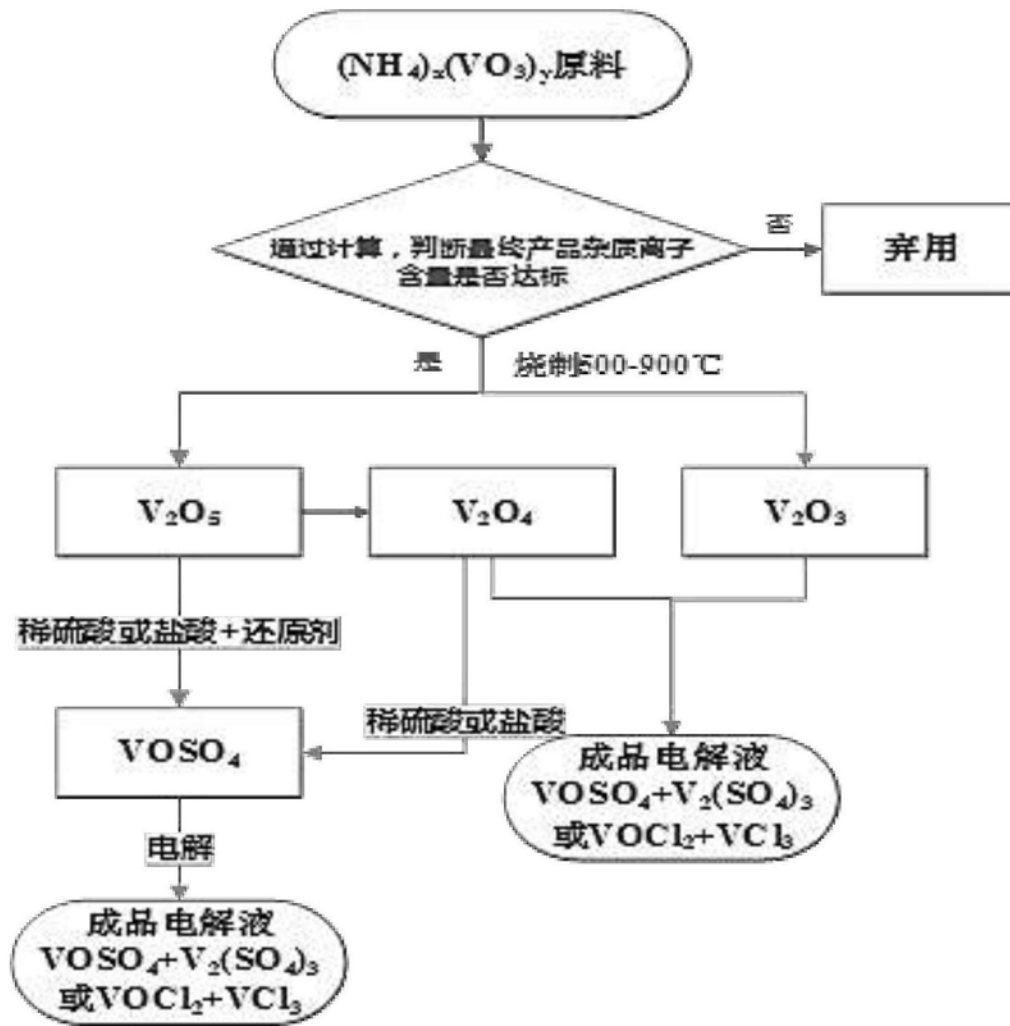 (NH₄)ₓ(VO₃)ᵧ原料
通过计算，判断最终产品杂质离子
含量是否达标
否
弃用
是
烧制500-900℃
V₂O₅
V₂O₄
V₂O₃
稀硫酸或盐酸+还原剂
稀硫酸或盐酸
VOSO₄
成品电解液
VOSO₄+V₂(SO₄)₃
或VOCl₂+VCl₃
电解
成品电解液
VOSO₄+V₂(SO₄)₃
或VOCl₂+VCl₃